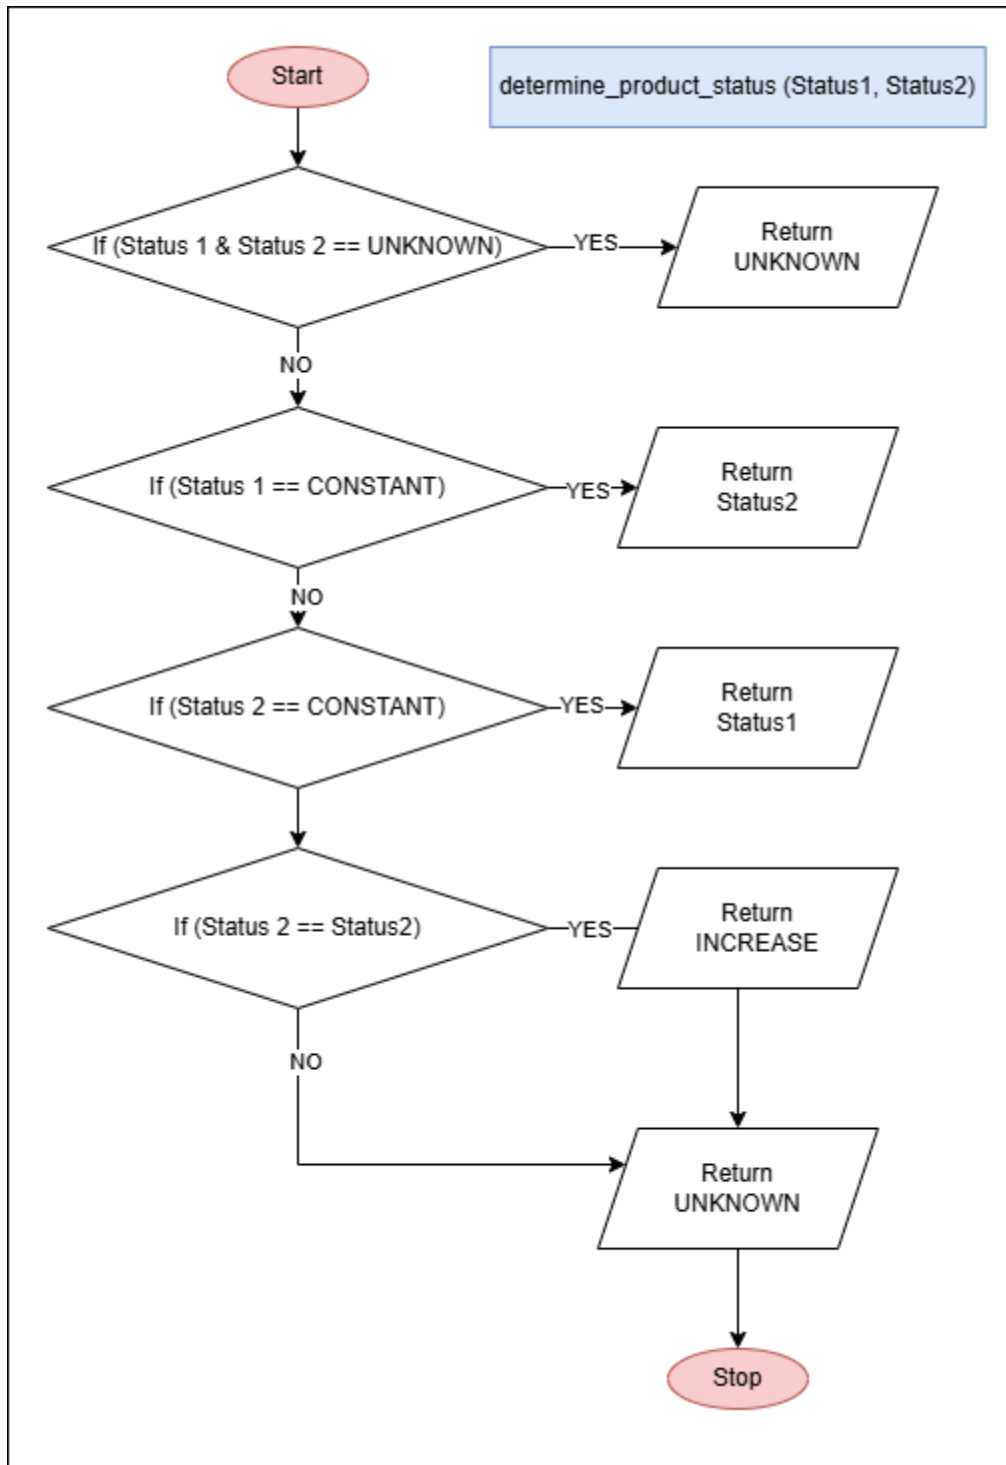 Start
determine_product_status (Status1, Status2)
If (Status 1 & Status 2 == UNKNOWN)
YES
Return
UNKNOWN
NO
If (Status 1 == CONSTANT)
YES
Return
Status2
NO
If (Status 2 == CONSTANT)
YES
Return
Status1
If (Status 2 == Status2)
YES
Return
INCREASE
NO
Return
UNKNOWN
Stop